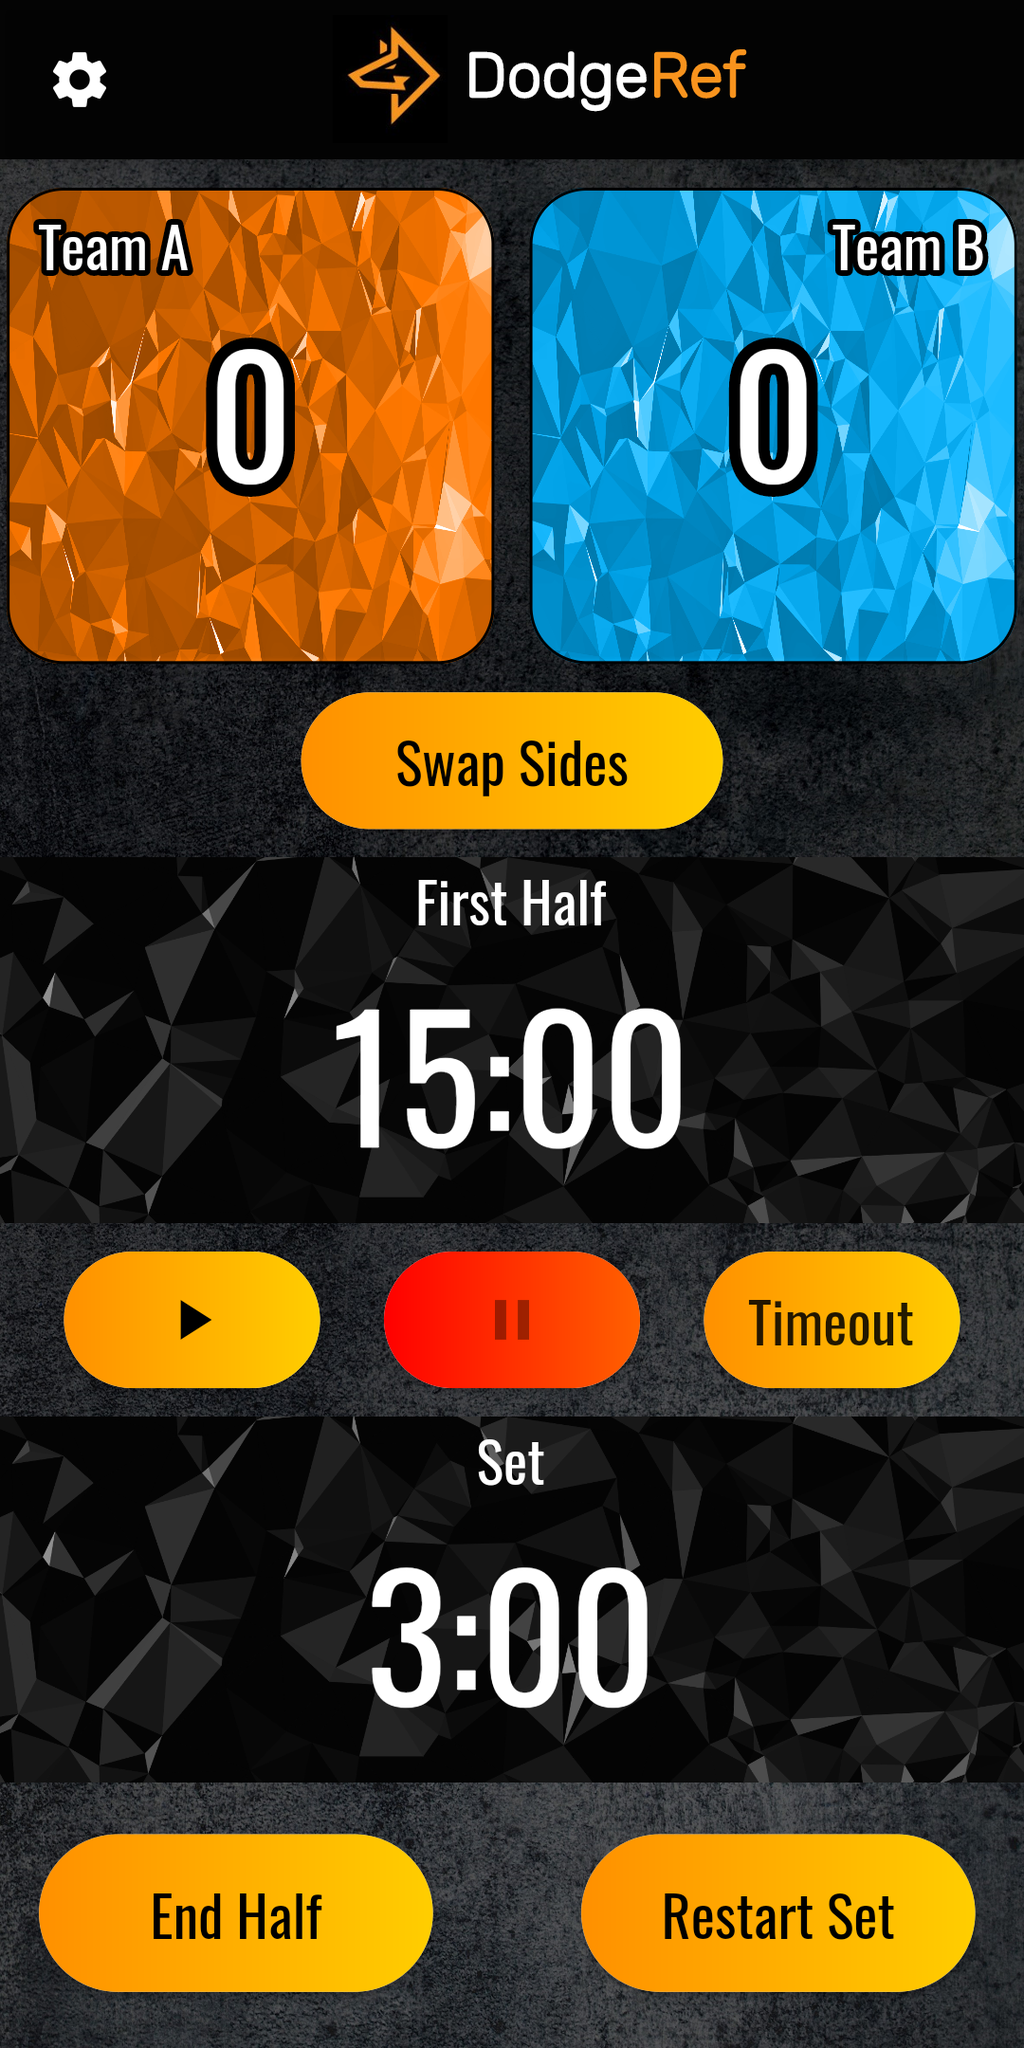 DodgeRef
Team A
Team B
0
0
Swap Sides
First Half
15:00
Timeout
Set
3:00
End Half
Restart Set